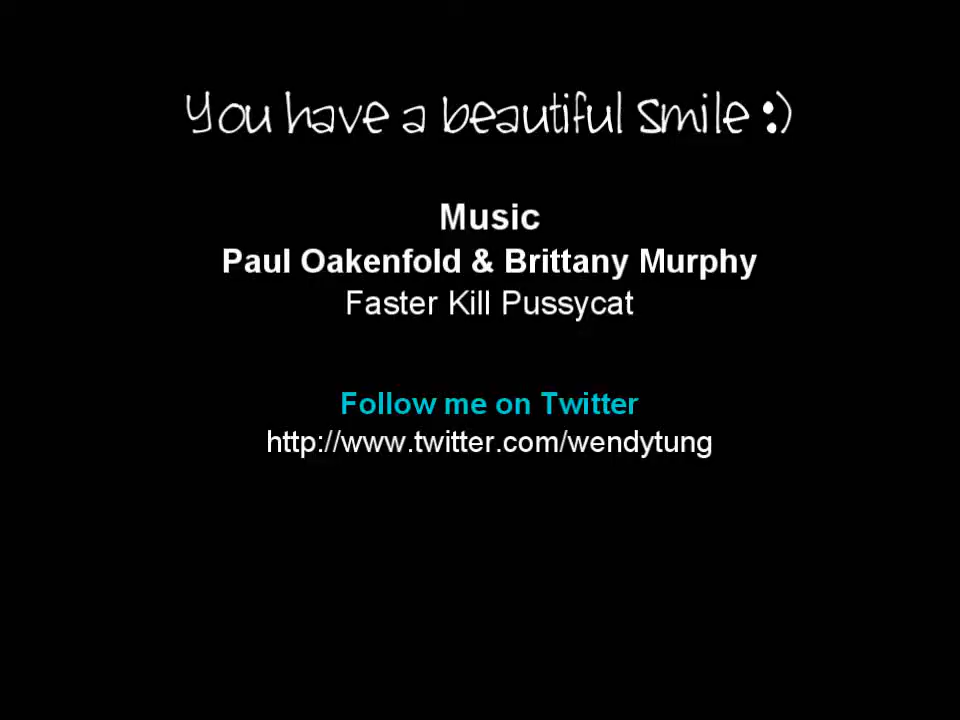 You have a beautiful smile :)
Music
Paul Oakenfold & Brittany Murphy
Faster Kill Pussycat
Follow me on Twitter
http://www.twitter.com/wendytung